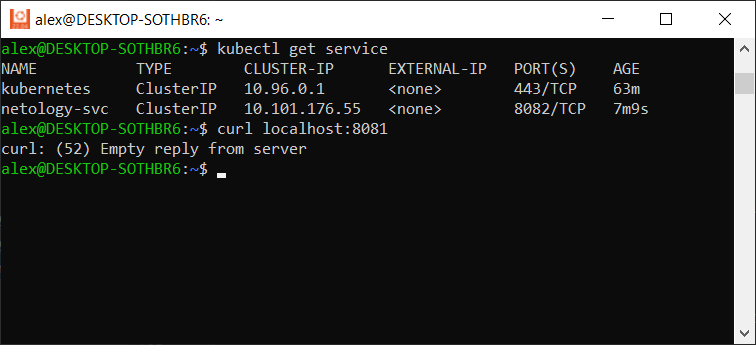 alex@DESKTOP-SOTHBR6: ~
alex@DESKTOP-SOTHBR6:~$ kubectl get service
NAME TYPE CLUSTER-IP EXTERNAL-IP PORT(S) AGE
kubernetes ClusterIP 10.96.0.1 <none> 443/TCP 63m
netology-svc ClusterIP 10.101.176.55 <none> 8082/TCP 7m9s
alex@DESKTOP-SOTHBR6:~$ curl localhost:8081
curl: (52) Empty reply from server
alex@DESKTOP-SOTHBR6:~$